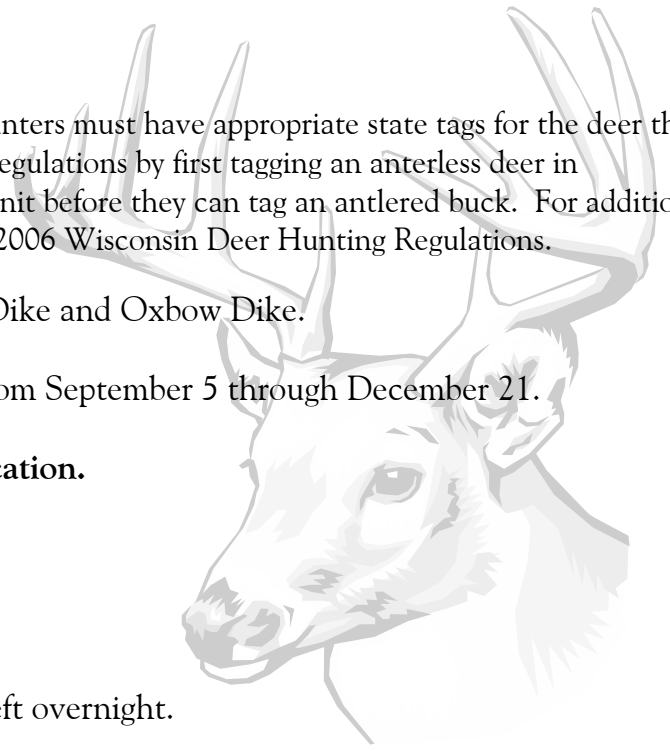 nters must have appropriate state tags for the deer th
egulations by first tagging an anterless deer in
nit before they can tag an antlered buck.  For additio
2006 Wisconsin Deer Hunting Regulations.
Dike and Oxbow Dike.
om September 5 through December 21.
cation.
eft overnight.